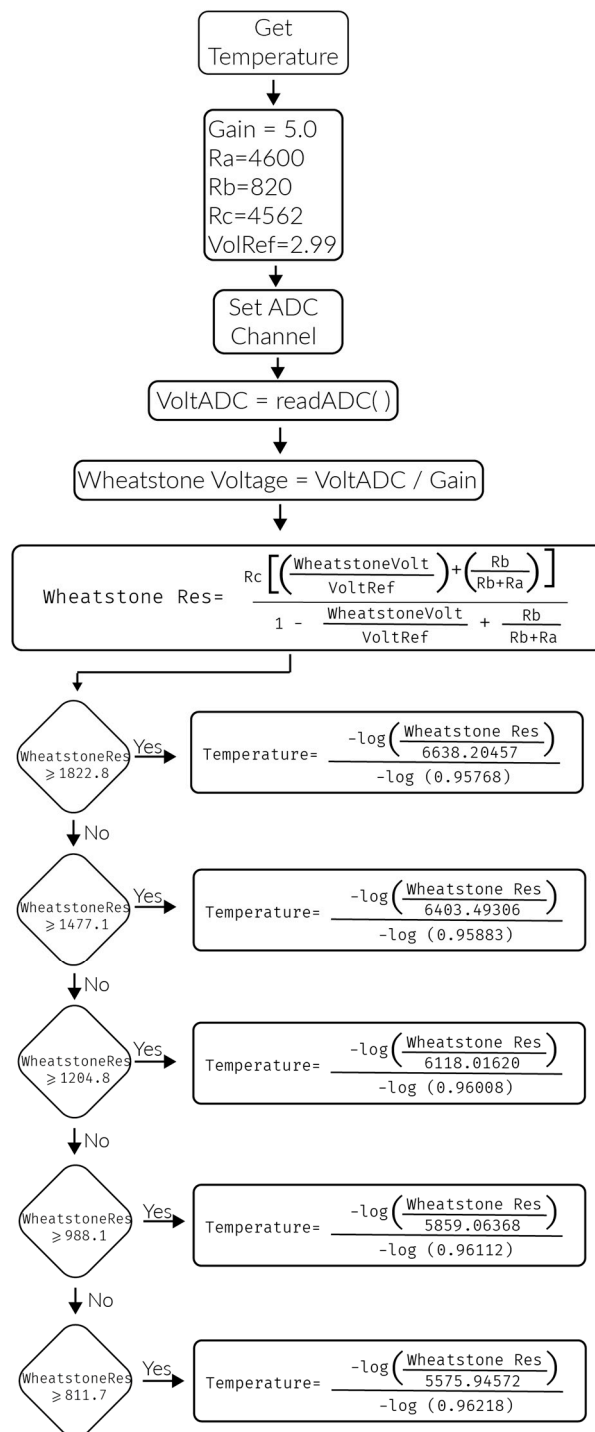 Get
Temperature
Gain = 5.0
Ra=4600
Rb=820
Rc=4562
VolRef=2.99
Set ADC
Channel
VoltADC = readADC( )
Wheatstone Voltage = VoltADC / Gain
Wheatstone Res= Rc[(WheatstoneVolt/VoltRef)+(Rb/Rb+Ra)]
1 - WheatstoneVolt/VoltRef + Rb/Rb+Ra
WheatstoneRes
⩾1822.8
Yes
Temperature= -log(Wheatstone Res/6638.20457)
-log (0.95768)
No
WheatstoneRes
⩾1477.1
Yes
Temperature= -log(Wheatstone Res/6403.49306)
-log (0.95883)
No
WheatstoneRes
⩾1204.8
Yes
Temperature= -log(Wheatstone Res/6118.01620)
-log (0.96008)
No
WheatstoneRes
⩾988.1
Yes
Temperature= -log(Wheatstone Res/5859.06368)
-log (0.96112)
No
WheatstoneRes
⩾811.7
Yes
Temperature= -log(Wheatstone Res/5575.94572)
-log (0.96218)